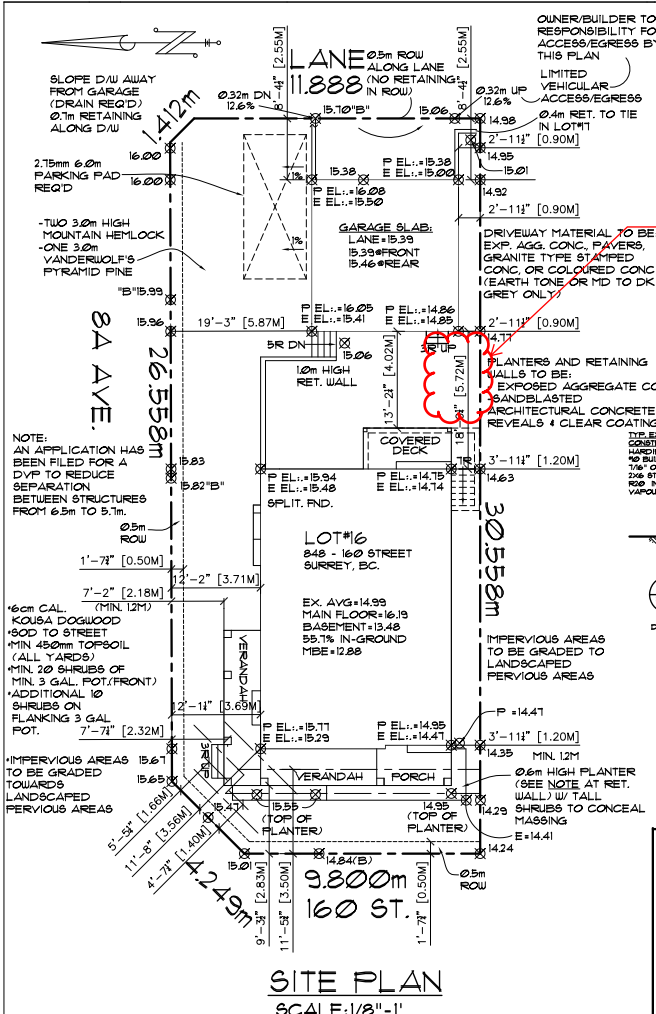 OWNER/BUILDER TO
RESPONSIBILITY FO
ACCESS/EGRESS BY
THIS PLAN
LIMITED
VEHICULAR
ACCESS/EGRESS
8'-4¼" [2.55M]
LANE
11.888
0.5m ROW
ALONG LANE
(NO RETAINING
IN ROW)
8'-4¼" [2.55M]
SLOPE D/W AWAY
FROM GARAGE
(DRAIN REQ'D)
0.7m RETAINING
ALONG D/W
1.412m
0.32m DN
12.6%
15.70"B"
15.06
0.32m UP
12.6%
14.98
0.4m RET. TO TIE
IN LOT#17
2'-11½" [0.90M]
14.95
15.01
14.92
16.00
16.00
2.75mm 6.0m
PARKING PAD
REQ'D
1%
1%
15.38
P EL:.=15.38
E EL:.=15.00
P EL:.=16.08
E EL:.=15.50
2'-11½" [0.90M]
-TWO 3.0m HIGH
MOUNTAIN HEMLOCK
-ONE 3.0m
VANDERWOLF'S
PYRAMID PINE
GARAGE SLAB:
LANE=15.39
15.39@FRONT
15.46@REAR
DRIVEWAY MATERIAL TO BE
EXP. AGG. CONC., PAVERS,
GRANITE TYPE STAMPED
CONC, OR COLOURED CONC
(EARTH TONE OR MD TO DK
GREY ONLY)
"B"15.99
15.96
P EL:.=16.05
E EL:.=15.41
P EL:.=14.86
E EL:.=14.85
2'-11½" [0.90M]
14.77
19'-3" [5.87M]
5R DN
15.06
1.0m HIGH
RET. WALL
13'-2¼" [4.02M]
3R UP
[5.72M]
8A AVE.
26.558m
PLANTERS AND RETAINING
WALLS TO BE:
EXPOSED AGGREGATE CO
-SANDBLASTED
ARCHITECTURAL CONCRETE
REVEALS & CLEAR COATING
COVERED
DECK
NOTE:
AN APPLICATION HAS
BEEN FILED FOR A
DVP TO REDUCE
SEPARATION
BETWEEN STRUCTURES
FROM 6.5m TO 5.7m.
15.83
15.82"B"
P EL:.=15.94
E EL:.=15.48
SPLIT. FND.
P EL:.=14.75
E EL:.=14.74
3'-11¼" [1.20M]
14.63
30.558m
0.5m
ROW
1'-7¾" [0.50M]
12'-2" [3.71M]
7'-2" [2.18M]
(MIN. 1.2M)
LOT#16
848 - 160 STREET
SURREY, BC.
EX. AVG=14.99
MAIN FLOOR=16.19
BASEMENT=13.48
55.7% IN-GROUND
MBE=12.88
•6cm CAL.
KOUSA DOGWOOD
•SOD TO STREET
•MIN 450mm TOPSOIL
(ALL YARDS)
•MIN. 20 SHRUBS OF
MIN. 3 GAL. POT.(FRONT)
•ADDITIONAL 10
SHRUBS ON
FLANKING 3 GAL
POT.
VERANDAH
12'-1¼" [3.69M]
7'-7¼" [2.32M]
IMPERVIOUS AREAS
TO BE GRADED TO
LANDSCAPED
PERVIOUS AREAS
P =14.47
3'-11¼" [1.20M]
14.35
MIN. 1.2M
•IMPERVIOUS AREAS
TO BE GRADED
TOWARDS
LANDSCAPED
PERVIOUS AREAS
15.67
15.65
3R UP
P EL:.=15.77
E EL:.=15.29
P EL:.=14.95
E EL:.=14.47
VERANDAH
PORCH
0.6m HIGH PLANTER
(SEE NOTE AT RET.
WALL) W/ TALL
SHRUBS TO CONCEAL
MASSING
15.47
15.55
(TOP OF
PLANTER)
14.95
(TOP OF
PLANTER)
14.29
E=14.41
14.24
5'-5¼" [1.66M]
11'-8" [3.56M]
4'-7¼" [1.40M]
4.249m
15.01
14.84(B)
9'-3½" [2.83M]
11'-5¾" [3.50M]
9.800m
160 ST.
1'-7¾" [0.50M]
0.5m
ROW
SITE PLAN
SCALE:1/8"-1'